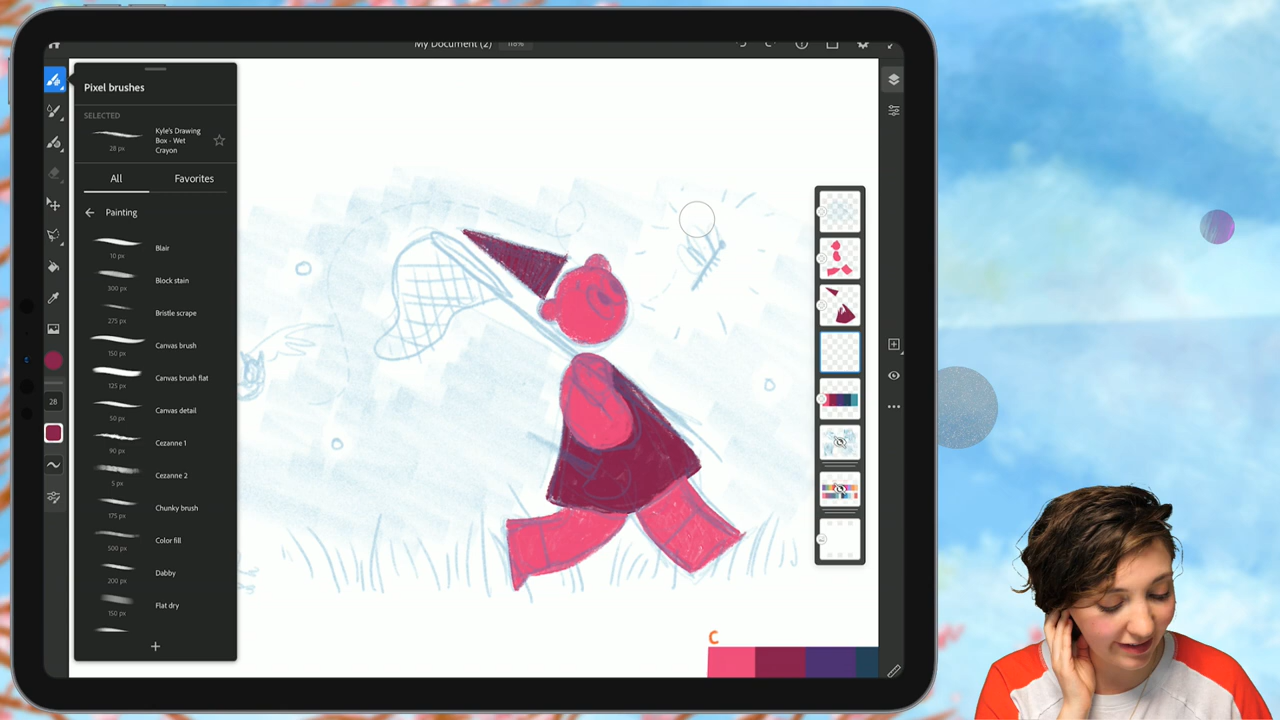 My Document (2) 118%
Pixel brushes
SELECTED
Kyle's Drawing
Box - Wet
Crayon
28 px
All Favorites
Painting
Blair
10 px
Block stain
300 px
Bristle scrape
275 px
Canvas brush
150 px
Canvas brush flat
125 px
Canvas detail
50 px
Cezanne 1
90 px
Cezanne 2
5 px
Chunky brush
175 px
Color fill
500 px
Dabby
200 px
Flat dry
150 px
28
C